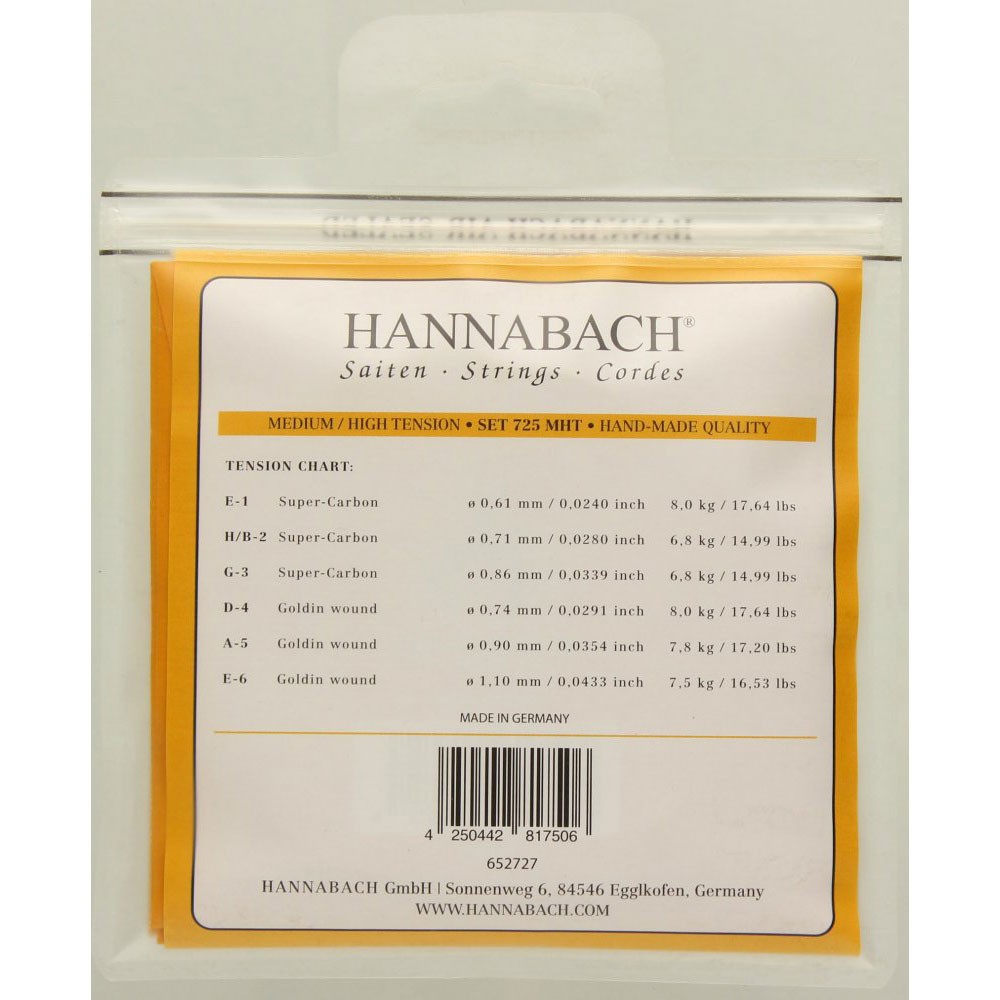 HANNABACH AIR SEALED
HANNABACH®
Saiten · Strings · Cordes
MEDIUM / HIGH TENSION • SET 725 MHT • HAND-MADE QUALITY
TENSION CHART:
E-1 Super-Carbon ø 0,61 mm / 0,0240 inch 8,0 kg / 17,64 lbs
H/B-2 Super-Carbon ø 0,71 mm / 0,0280 inch 6,8 kg / 14,99 lbs
G-3 Super-Carbon ø 0,86 mm / 0,0339 inch 6,8 kg / 14,99 lbs
D-4 Goldin wound ø 0,74 mm / 0,0291 inch 8,0 kg / 17,64 lbs
A-5 Goldin wound ø 0,90 mm / 0,0354 inch 7,8 kg / 17,20 lbs
E-6 Goldin wound ø 1,10 mm / 0,0433 inch 7,5 kg / 16,53 lbs
MADE IN GERMANY
4 250442 817506
652727
HANNABACH GmbH | Sonnenweg 6, 84546 Egglkofen, Germany
WWW.HANNABACH.COM